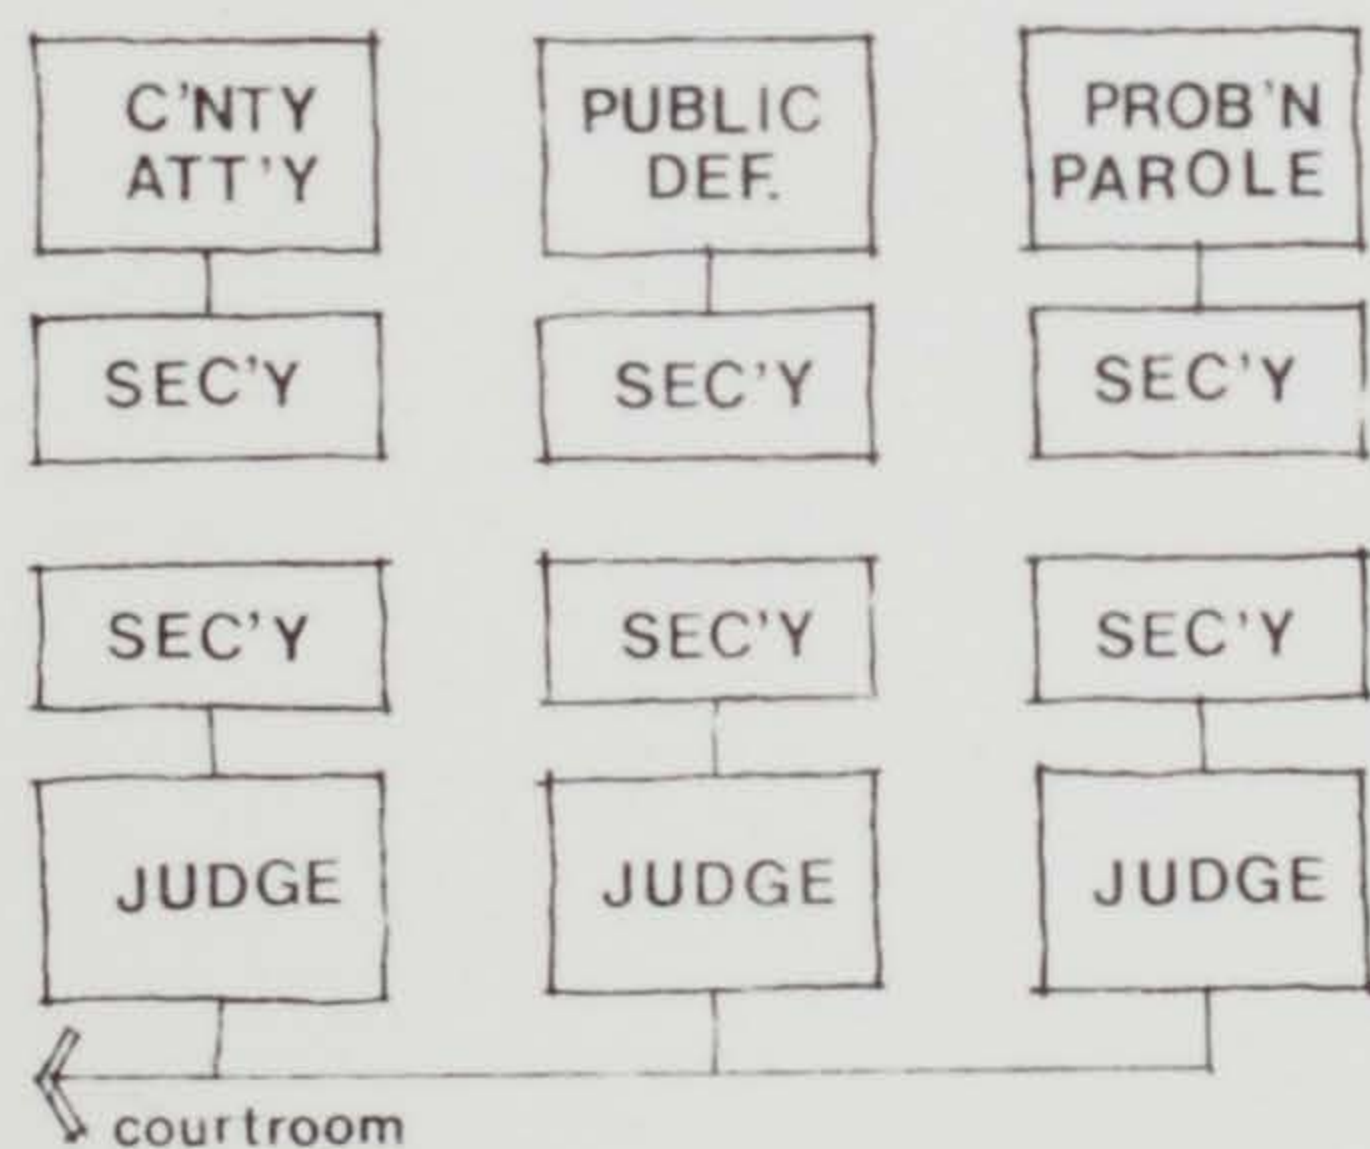 C'NTY
ATT'Y
PUBLIC
DEF.
PROB'N
PAROLE
SEC'Y
SEC'Y
SEC'Y
SEC'Y
SEC'Y
SEC'Y
JUDGE
JUDGE
JUDGE
courtroom